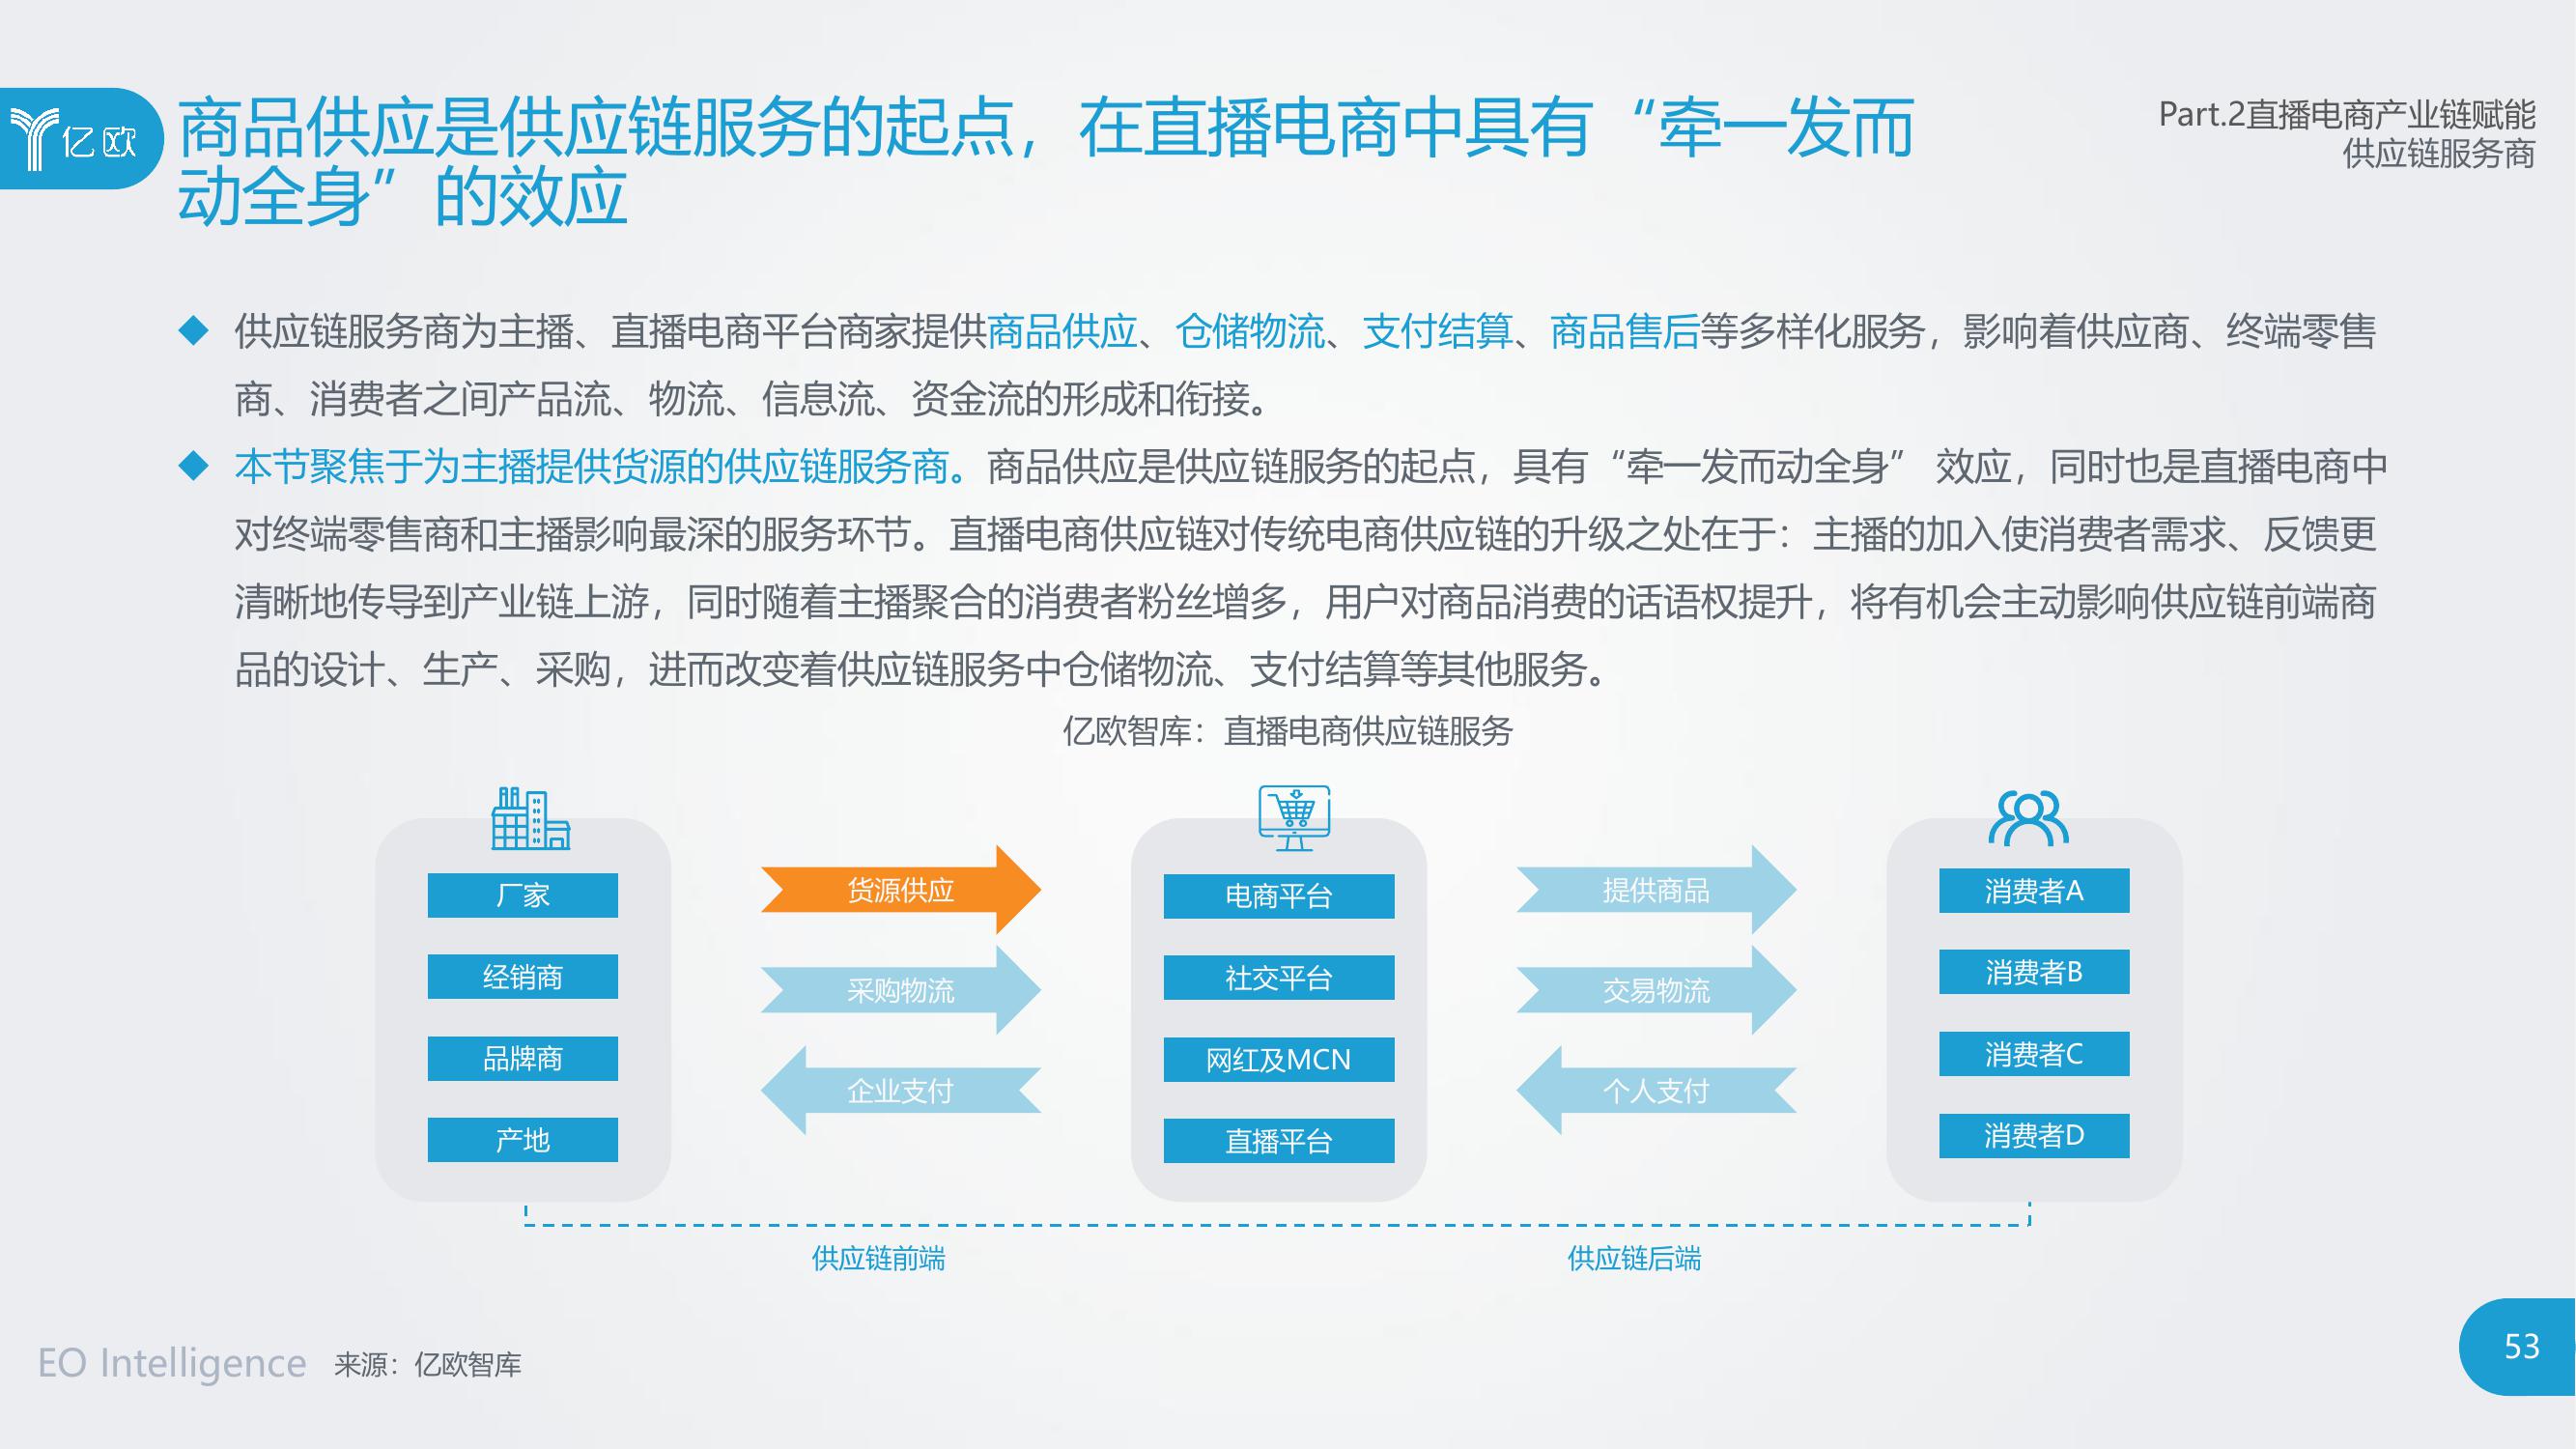 亿欧
商品供应是供应链服务的起点，在直播电商中具有“牵一发而
动全身”的效应
Part.2直播电商产业链赋能
供应链服务商
供应链服务商为主播、直播电商平台商家提供商品供应、仓储物流、支付结算、商品售后等多样化服务，影响着供应商、终端零售
商、消费者之间产品流、物流、信息流、资金流的形成和衔接。
本节聚焦于为主播提供货源的供应链服务商。商品供应是供应链服务的起点，具有“牵一发而动全身” 效应，同时也是直播电商中
对终端零售商和主播影响最深的服务环节。直播电商供应链对传统电商供应链的升级之处在于：主播的加入使消费者需求、反馈更
清晰地传导到产业链上游，同时随着主播聚合的消费者粉丝增多，用户对商品消费的话语权提升，将有机会主动影响供应链前端商
品的设计、生产、采购，进而改变着供应链服务中仓储物流、支付结算等其他服务。
亿欧智库：直播电商供应链服务
厂家
经销商
品牌商
产地
货源供应
采购物流
企业支付
电商平台
社交平台
网红及MCN
直播平台
提供商品
交易物流
个人支付
消费者A
消费者B
消费者C
消费者D
供应链前端
供应链后端
EO Intelligence
来源：亿欧智库
53